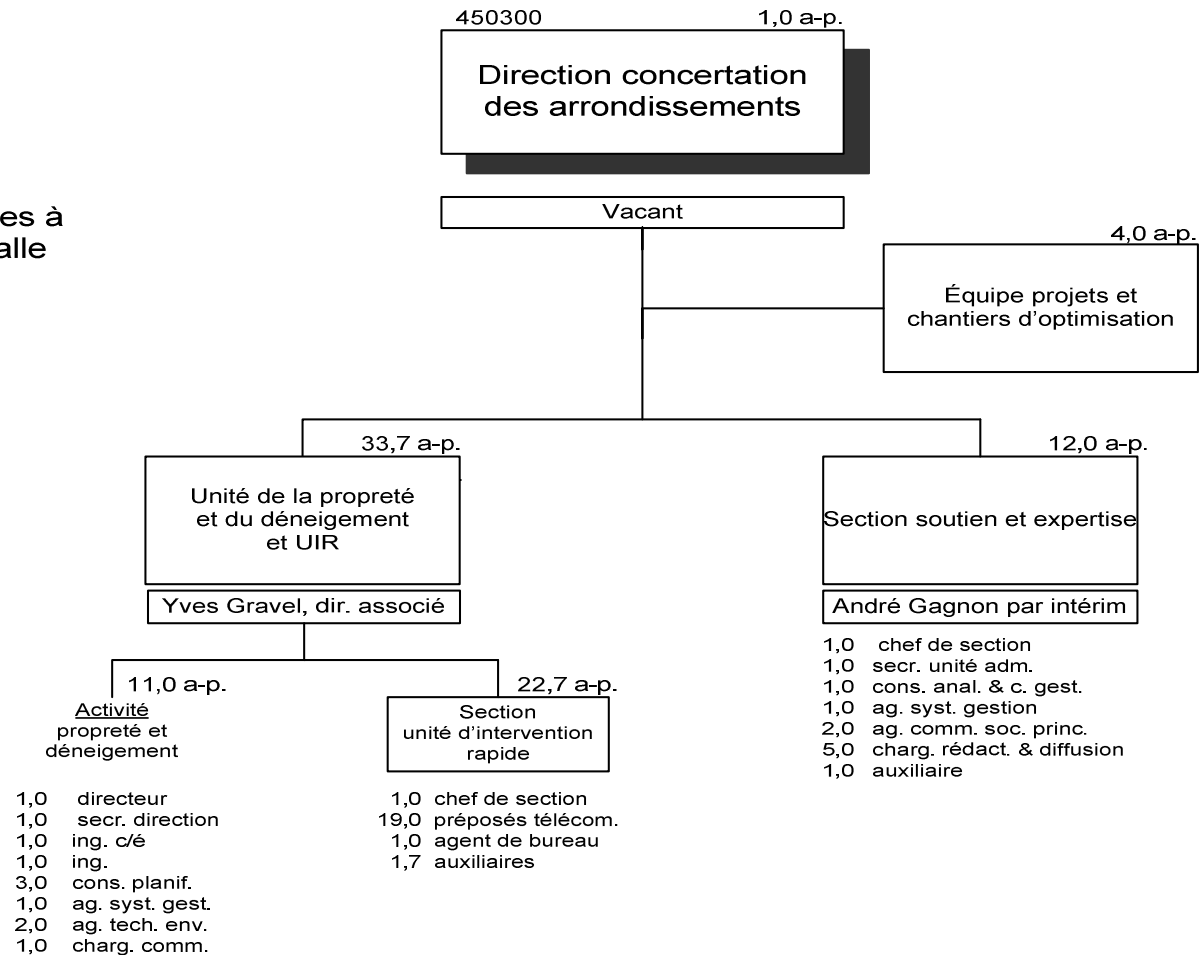 450300 1,0 a-p.
Direction concertation
des arrondissements
Vacant
es à
alle
4,0 a-p.
Équipe projets et
chantiers d'optimisation
33,7 a-p.
Unité de la propreté
et du déneigement
et UIR
Yves Gravel, dir. associé
12,0 a-p.
Section soutien et expertise
André Gagnon par intérim
1,0 chef de section
1,0 secr. unité adm.
1,0 cons. anal. & c. gest.
1,0 ag. syst. gestion
2,0 ag. comm. soc. princ.
5,0 charg. rédact. & diffusion
1,0 auxiliaire
11,0 a-p.
Activité
propreté et
déneigement
1,0 directeur
1,0 secr. direction
1,0 ing. c/é
1,0 ing.
3,0 cons. planif.
1,0 ag. syst. gest.
2,0 ag. tech. env.
1,0 charg. comm.
22,7 a-p.
Section
unité d'intervention
rapide
1,0 chef de section
19,0 préposés télécom.
1,0 agent de bureau
1,7 auxiliaires